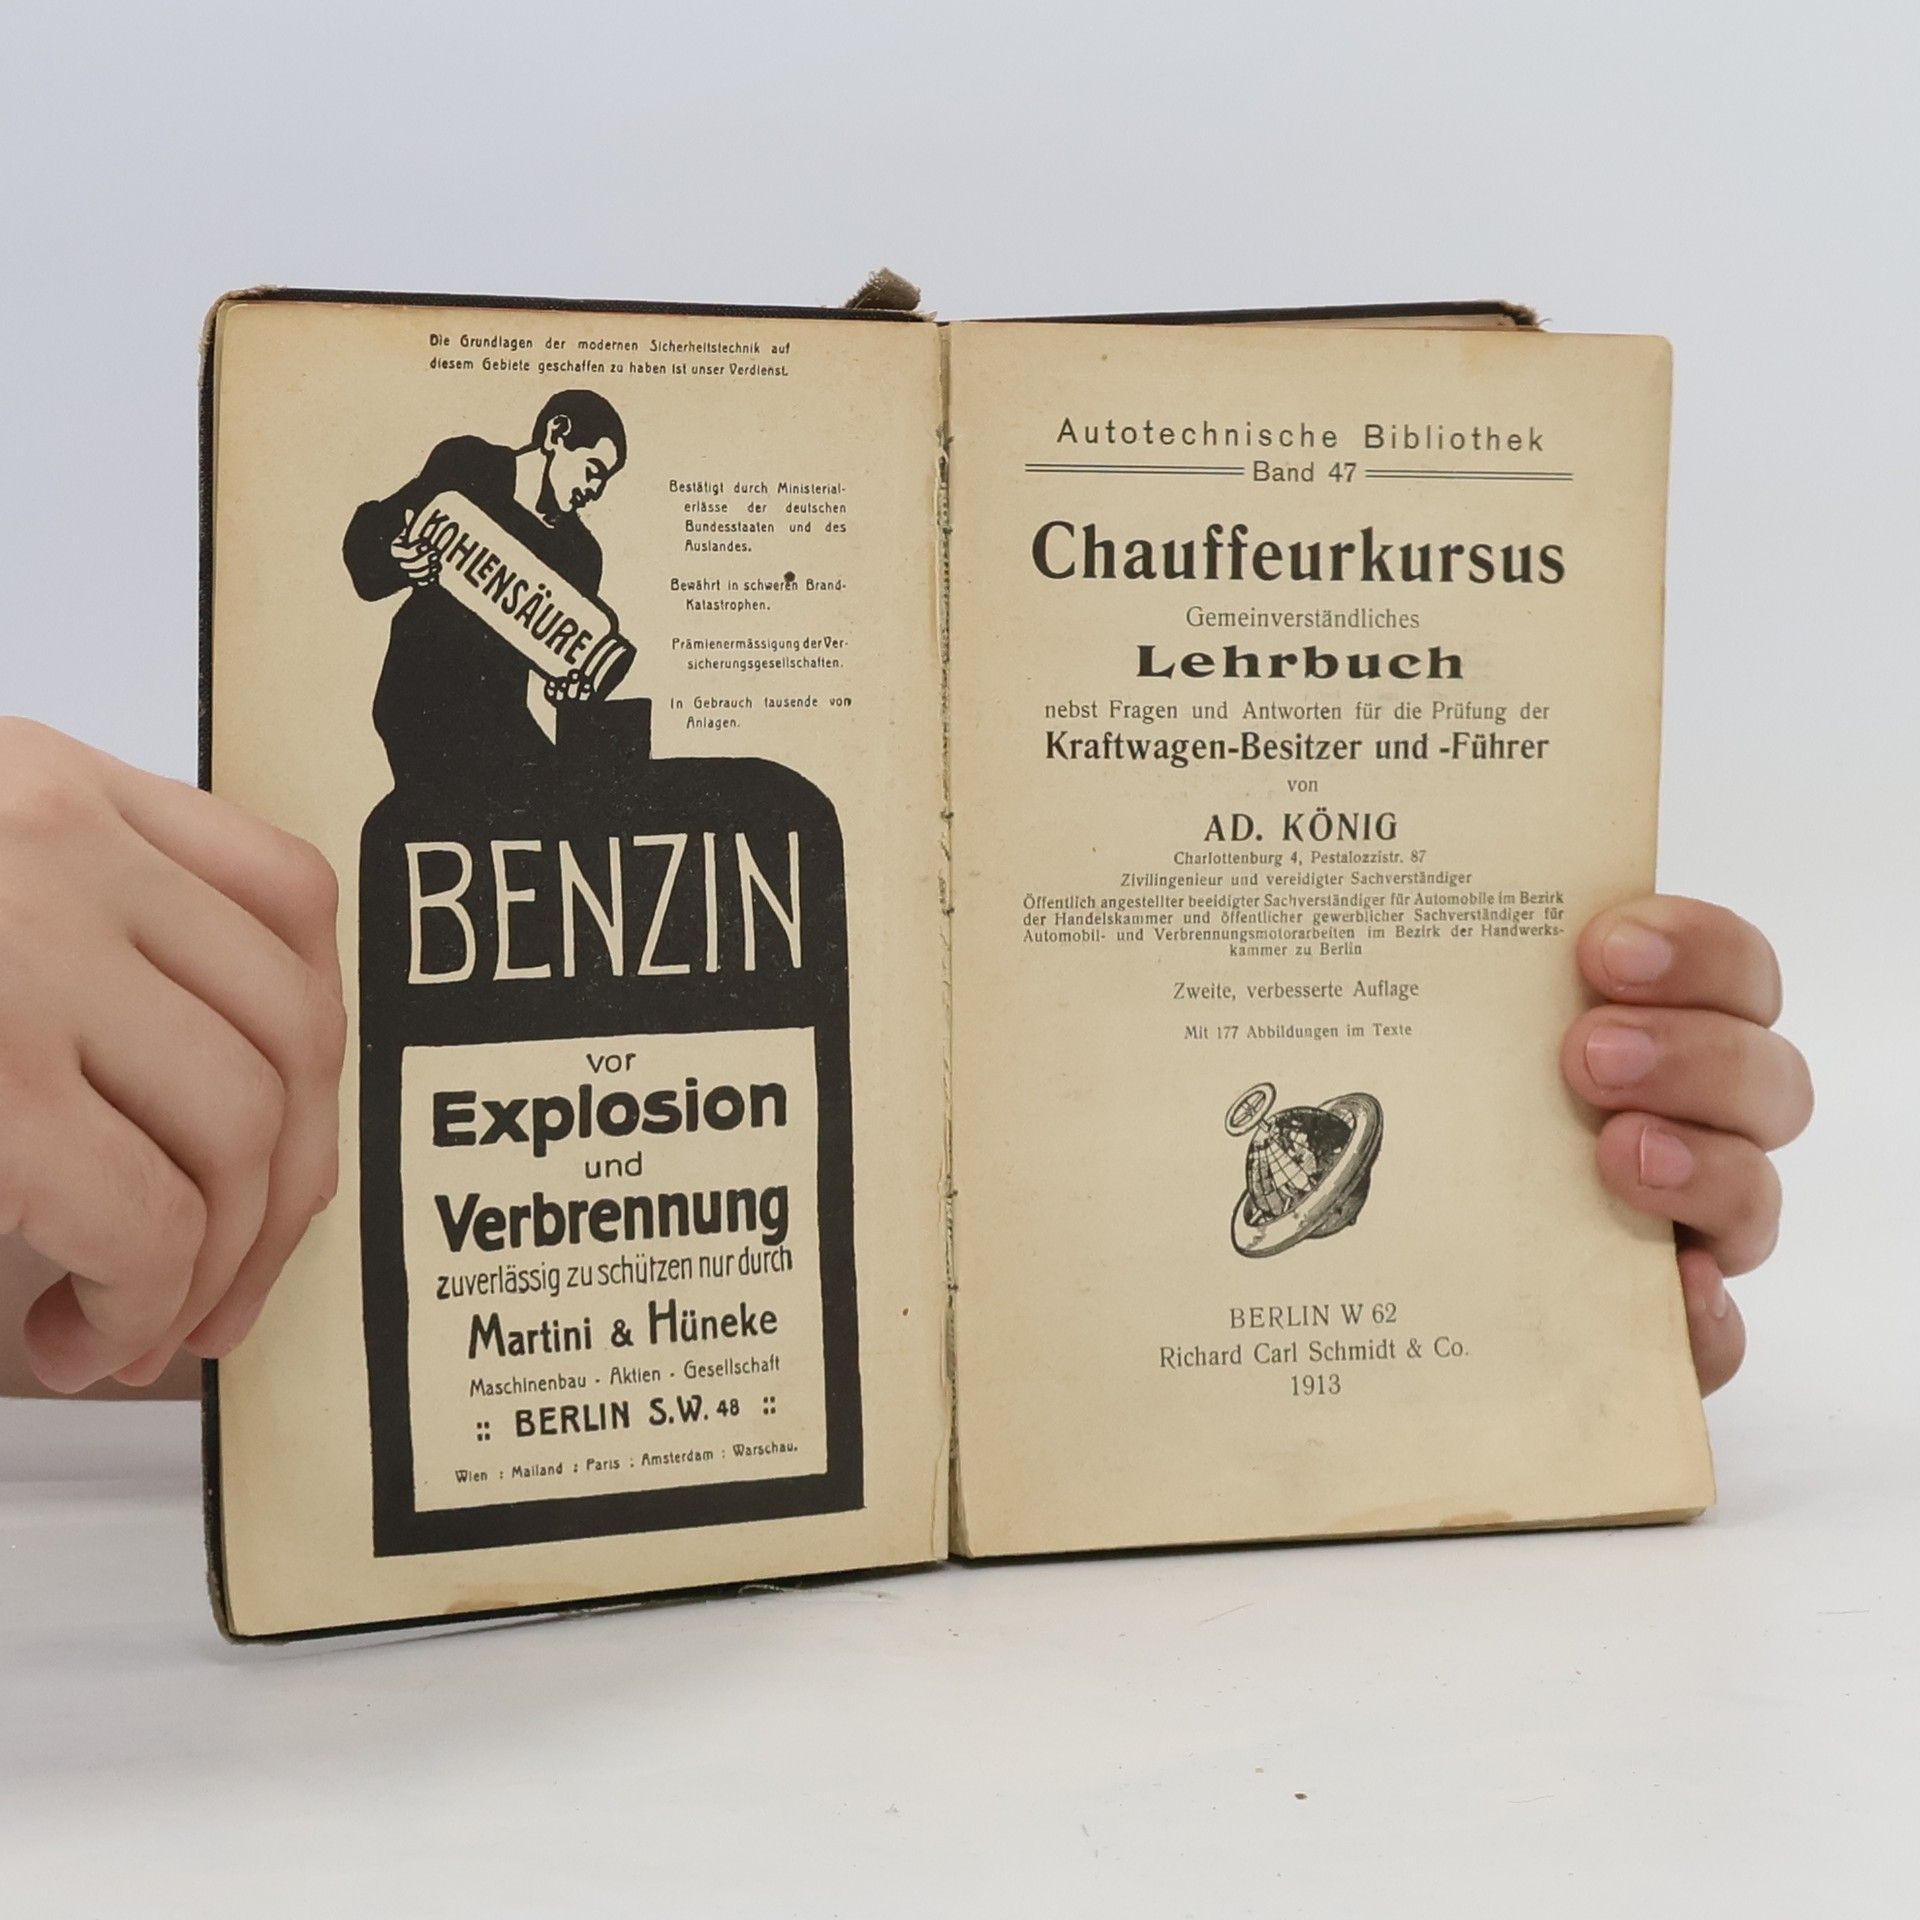 Die Grundlagen der modernen Sicherheitstechnik auf
diesem Gebiete geschaffen zu haben ist unser Verdienst.
KOHLENSÄURE
Bestätigt durch Ministerial-
erlässe der deutschen
Bundesstaaten und des
Auslandes.
Bewährt in schweren Brand-
Katastrophen.
Prämienermässigung der Ver-
sicherungsgesellschaften.
In Gebrauch tausende von
Anlagen.
BENZIN
vor
Explosion
und
Verbrennung
zuverlässig zu schützen nur durch
Martini & Hüneke
Maschinenbau - Aktien - Gesellschaft
:: BERLIN S.W. 48 ::
Wien : Mailand : Paris : Amsterdam : Warschau.
Autotechnische Bibliothek
Band 47
Chauffeurkursus
Gemeinverständliches
Lehrbuch
nebst Fragen und Antworten für die Prüfung der
Kraftwagen-Besitzer und -Führer
von
AD. KÖNIG
Charlottenburg 4, Pestalozzistr. 87
Zivilingenieur und vereidigter Sachverständiger
Öffentlich angestellter beeidigter Sachverständiger für Automobile im Bezirk
der Handelskammer und öffentlicher gewerblicher Sachverständiger für
Automobil- und Verbrennungsmotorarbeiten im Bezirk der Handwerks-
kammer zu Berlin
Zweite, verbesserte Auflage
Mit 177 Abbildungen im Texte
BERLIN W 62
Richard Carl Schmidt & Co.
1913